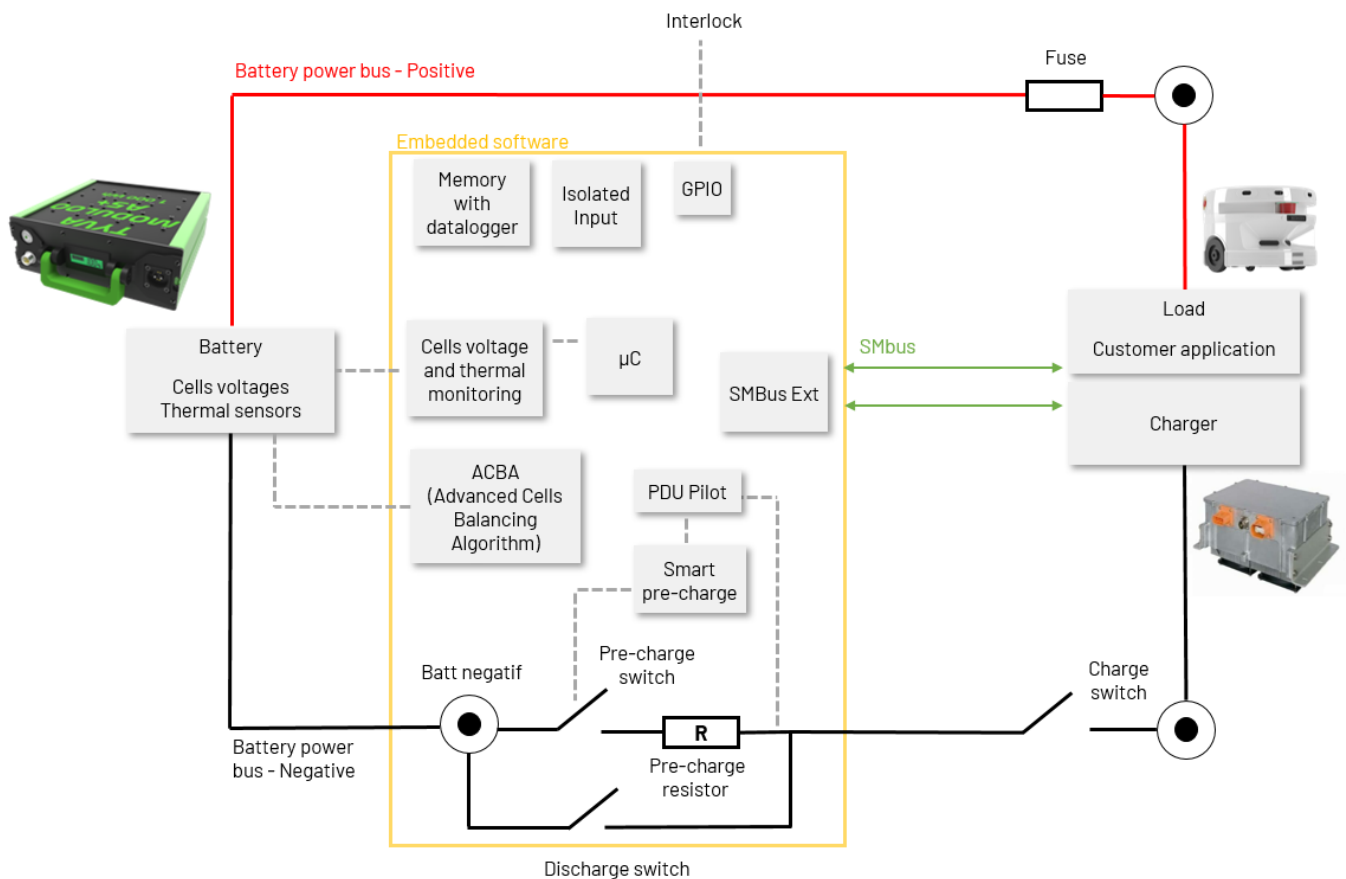 Interlock
Battery power bus - Positive
Fuse
Embedded software
Memory
with
datalogger
Isolated
Input
GPIO
TYVA
MODULOO
Battery
Cells voltages
Thermal sensors
Cells voltage
and thermal
monitoring
µC
SMBus Ext
SMbus
Load
Customer application
Charger
ACBA
(Advanced Cells
Balancing
Algorithm)
PDU Pilot
Smart
pre-charge
Batt negatif
Pre-charge
switch
Charge
switch
R
Battery power
bus - Negative
Pre-charge
resistor
Discharge switch